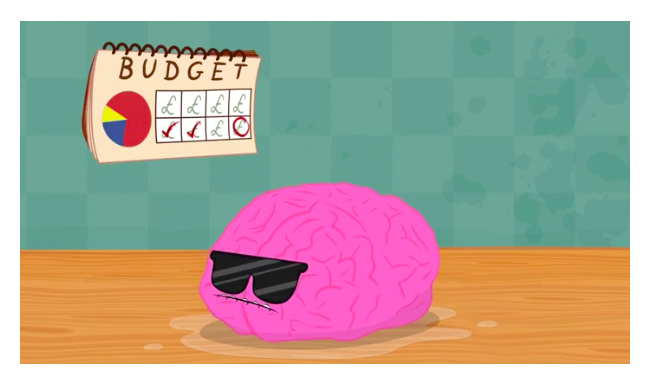 BUDGET
£ £ £ £
£ £